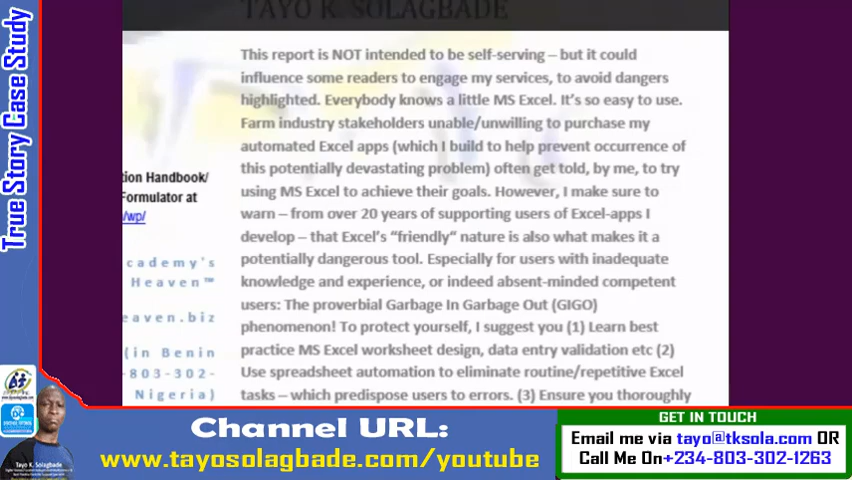 True Story Case Study
TAYO K. SOLAGBADE
This report is NOT intended to be self-serving – but it could
influence some readers to engage my services, to avoid dangers
highlighted. Everybody knows a little MS Excel. It's so easy to use.
Farm industry stakeholders unable/unwilling to purchase my
automated Excel apps (which I build to help prevent occurrence of
this potentially devastating problem) often get told, by me, to try
using MS Excel to achieve their goals. However, I make sure to
warn – from over 20 years of supporting users of Excel-apps I
develop – that Excel's "friendly" nature is also what makes it a
potentially dangerous tool. Especially for users with inadequate
knowledge and experience, or indeed absent-minded competent
users: The proverbial Garbage In Garbage Out (GIGO)
phenomenon! To protect yourself, I suggest you (1) Learn best
practice MS Excel worksheet design, data entry validation etc (2)
Use spreadsheet automation to eliminate routine/repetitive Excel
tasks – which predispose users to errors. (3) Ensure you thoroughly
tion Handbook/
Formulator at
/wp/
cademy's
Heaven™
eaven.biz
(in Benin
-803-302-
Nigeria)
Tayo K. Solagbade
Channel URL:
www.tayosolagbade.com/youtube
GET IN TOUCH
Email me via tayo@tksola.com OR
Call Me On+234-803-302-1263